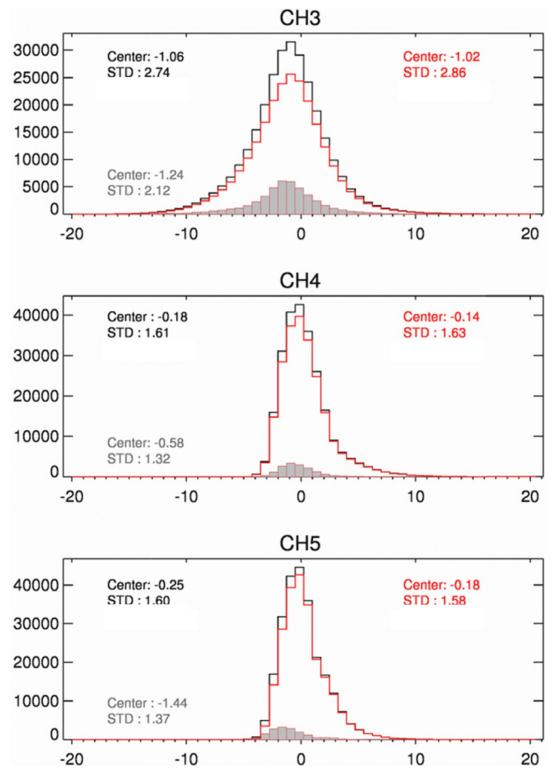 CH3
30000
25000
20000
15000
10000
5000
0
Center: -1.06
STD : 2.74
Center: -1.02
STD : 2.86
Center: -1.24
STD : 2.12
-20 -10 0 10 20
CH4
40000
30000
20000
10000
0
Center : -0.18
STD : 1.61
Center: -0.14
STD : 1.63
Center: -0.58
STD : 1.32
-20 -10 0 10 20
CH5
40000
30000
20000
10000
0
Center: -0.25
STD : 1.60
Center: -0.18
STD : 1.58
Center : -1.44
STD : 1.37
-20 -10 0 10 20